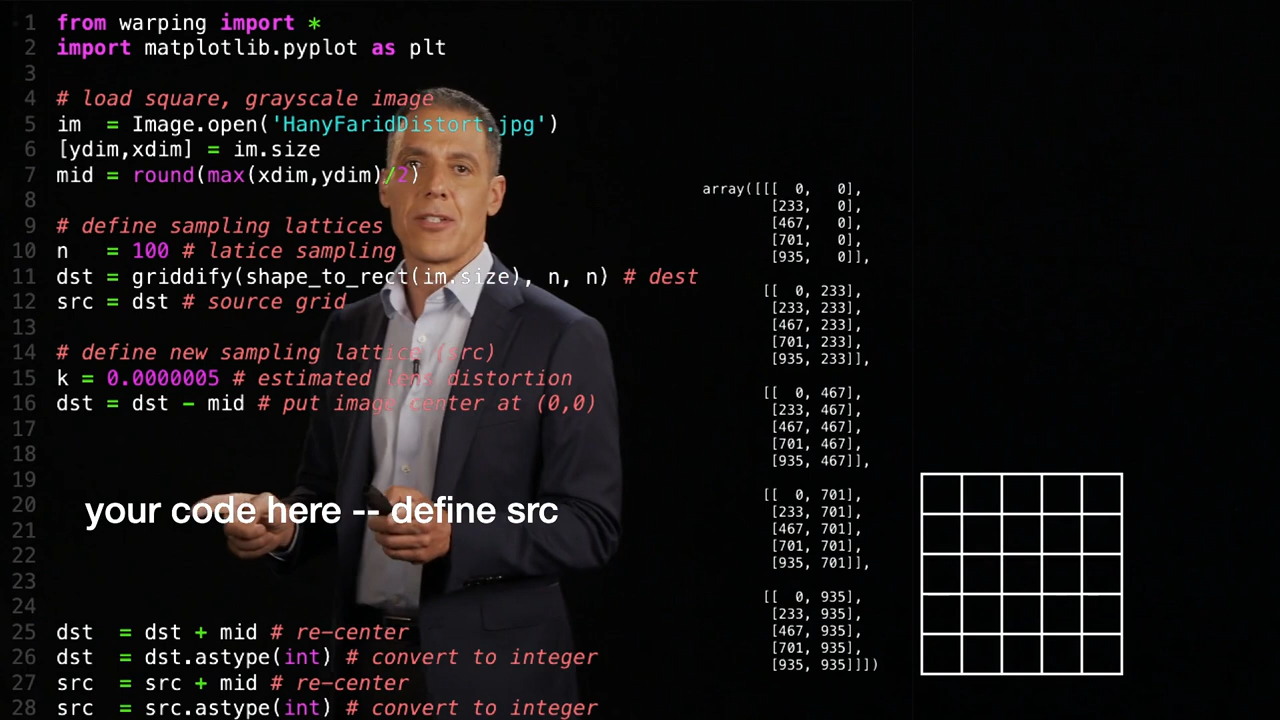 1 from warping import *
2 import matplotlib.pyplot as plt
3
4 # load square, grayscale image
5 im  = Image.open('HanyFaridDistort.jpg')
6 [ydim,xdim] = im.size
7 mid = round(max(xdim,ydim)/2)
8
9 # define sampling lattices
10 n   = 100 # latice sampling
11 dst = griddify(shape_to_rect(im.size), n, n) # dest
12 src = dst # source grid
13
14 # define new sampling lattice (src)
15 k = 0.0000005 # estimated lens distortion
16 dst = dst - mid # put image center at (0,0)
17
18
19
20
21
22
23
24
your code here -- define src
25 dst  = dst + mid # re-center
26 dst  = dst.astype(int) # convert to integer
27 src  = src + mid # re-center
28 src  = src.astype(int) # convert to integer
array([[[  0,   0],
[233,   0],
[467,   0],
[701,   0],
[935,   0]],
[[  0, 233],
[233, 233],
[467, 233],
[701, 233],
[935, 233]],
[[  0, 467],
[233, 467],
[467, 467],
[701, 467],
[935, 467]],
[[  0, 701],
[233, 701],
[467, 701],
[701, 701],
[935, 701]],
[[  0, 935],
[233, 935],
[467, 935],
[701, 935],
[935, 935]]])